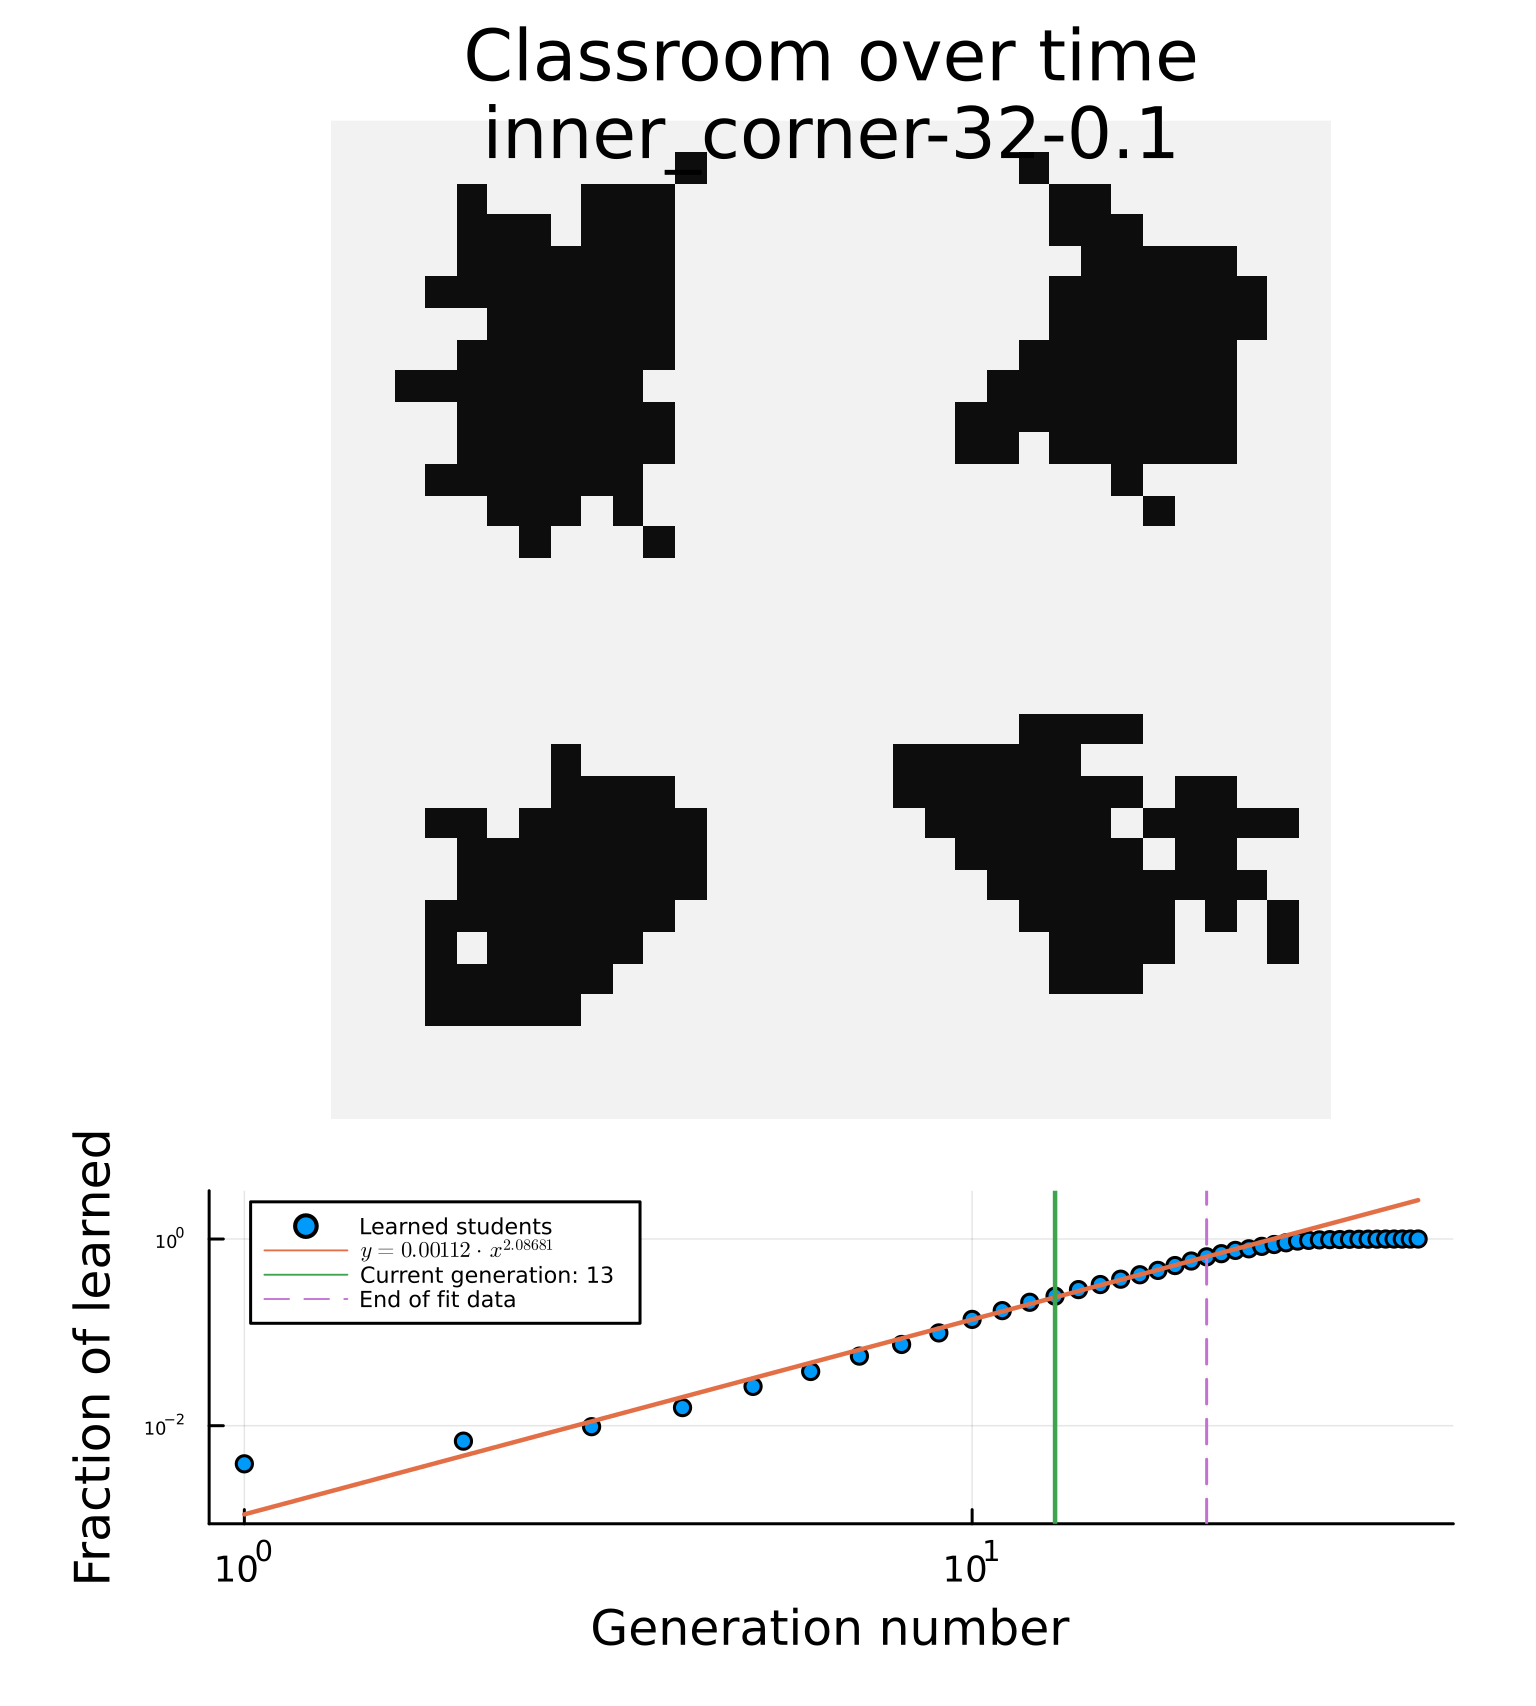 Classroom over time
inner_corner-32-0.1
Fraction of learned
10^0
10^-2
Learned students
y = 0.00112 · x^2.08681
Current generation: 13
End of fit data
10^0
10^1
Generation number